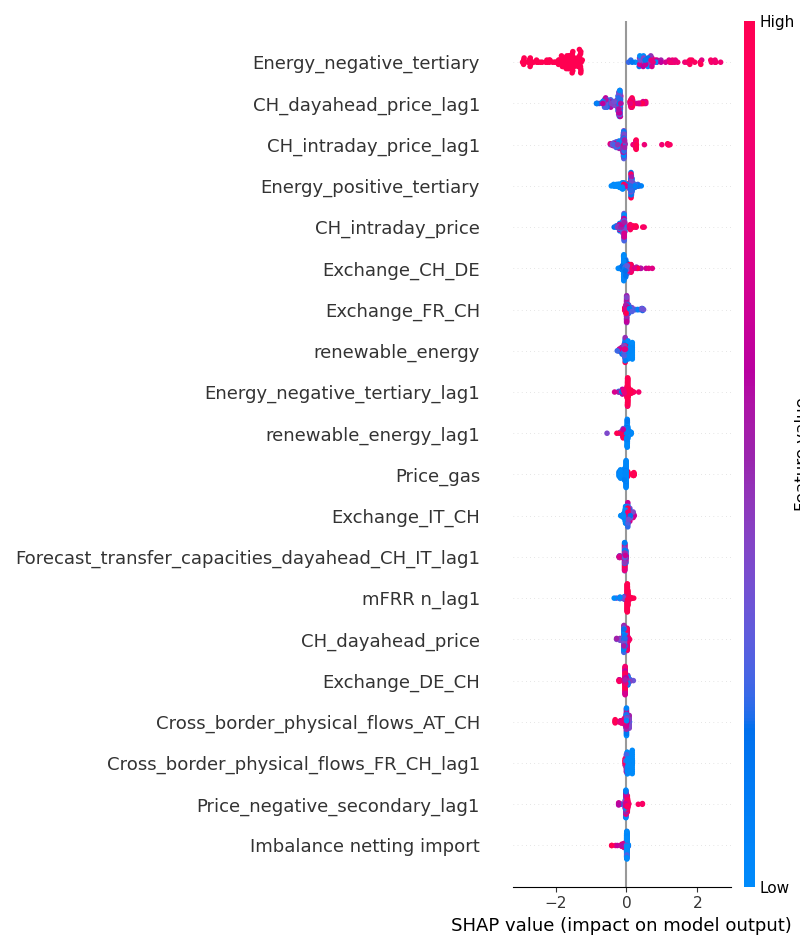 High
Energy_negative_tertiary
CH_dayahead_price_lag1
CH_intraday_price_lag1
Energy_positive_tertiary
CH_intraday_price
Exchange_CH_DE
Exchange_FR_CH
renewable_energy
Energy_negative_tertiary_lag1
renewable_energy_lag1
Price_gas
Exchange_IT_CH
Forecast_transfer_capacities_dayahead_CH_IT_lag1
mFRR n_lag1
CH_dayahead_price
Exchange_DE_CH
Cross_border_physical_flows_AT_CH
Cross_border_physical_flows_FR_CH_lag1
Price_negative_secondary_lag1
Imbalance netting import
Low
−2 0 2
SHAP value (impact on model output)